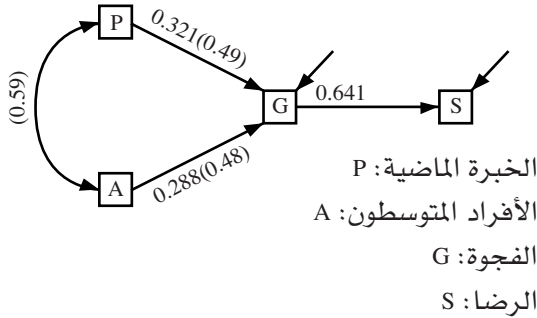 P
0.321(0.49)
(0.59)
G
0.641
S
A
0.288(0.48)
الخبرة الماضية: P
الأفراد المتوسطون: A
الفجوة: G
الرضا: S